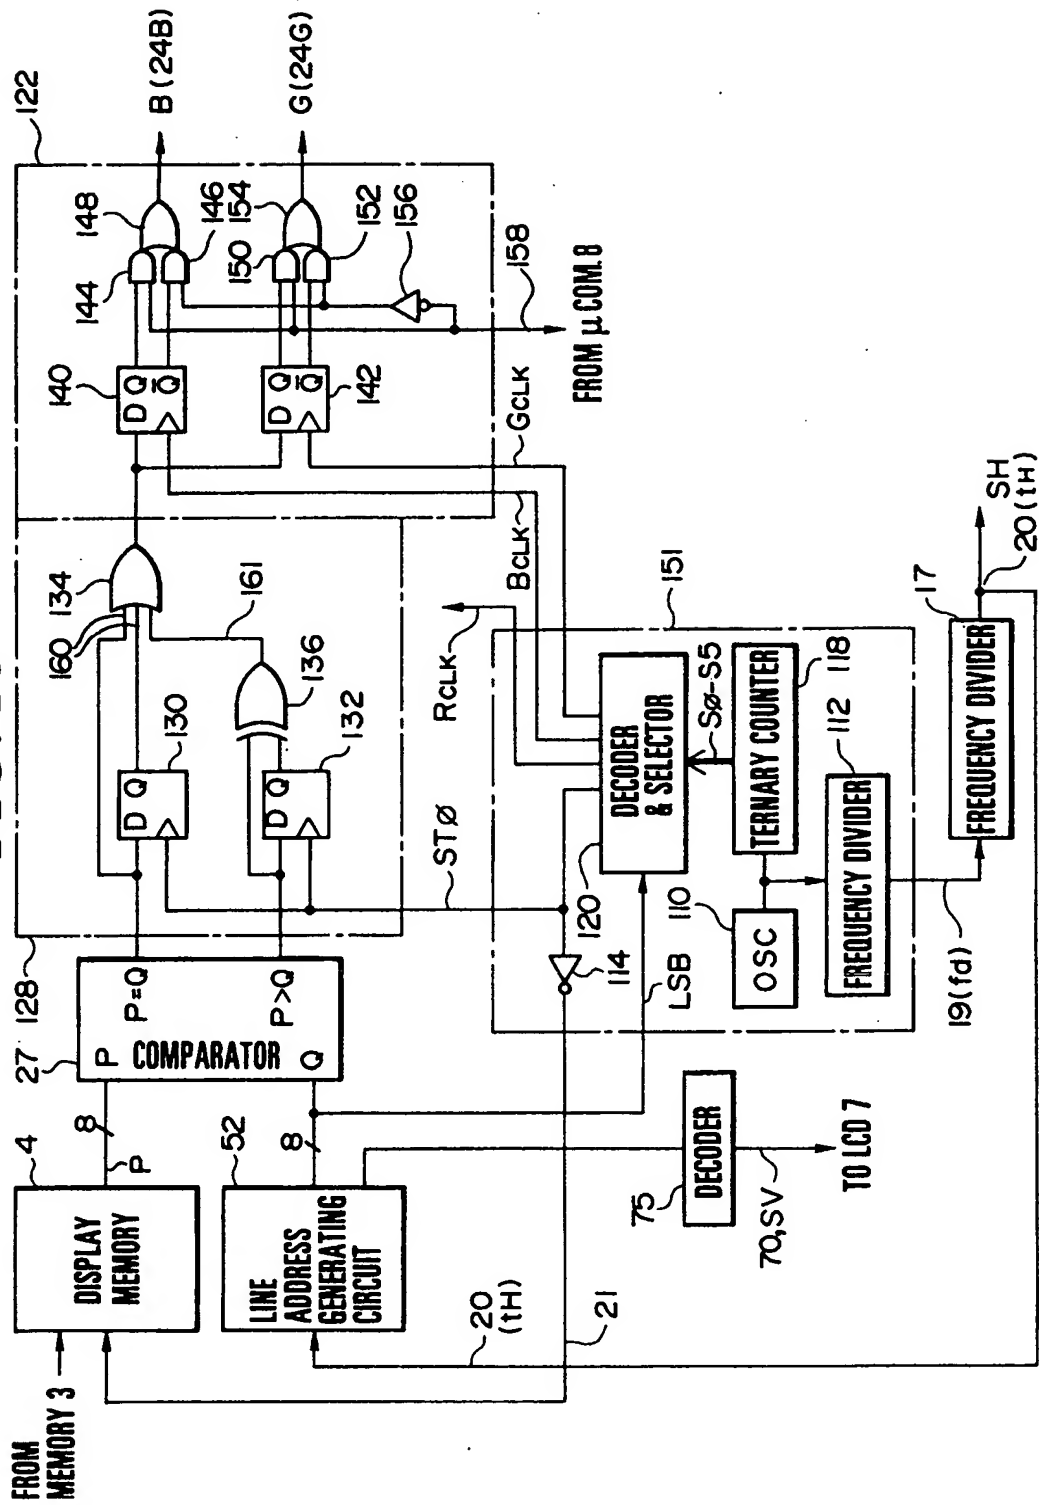 FROM
MEMORY 3
4
DISPLAY
MEMORY
8
P
27
P
COMPARATOR
Q
P=Q
P>Q
128
52
LINE
ADDRESS
GENERATING
CIRCUIT
8
20
(tH)
21
130
D Q
132
D Q
134
160
136
161
STØ
122
140
D Q
Q̅
142
D Q
Q̅
144
148
146
150
154
152
156
158
B(24B)
G(24G)
FROM μ COM.8
RCLK
BCLK
GCLK
75
DECODER
70,SV
TO LCD 7
114
LSB
120
DECODER
& SELECTOR
SØ-S5
151
110
OSC
TERNARY COUNTER
118
112
FREQUENCY DIVIDER
19(fd)
17
FREQUENCY DIVIDER
SH
20(tH)